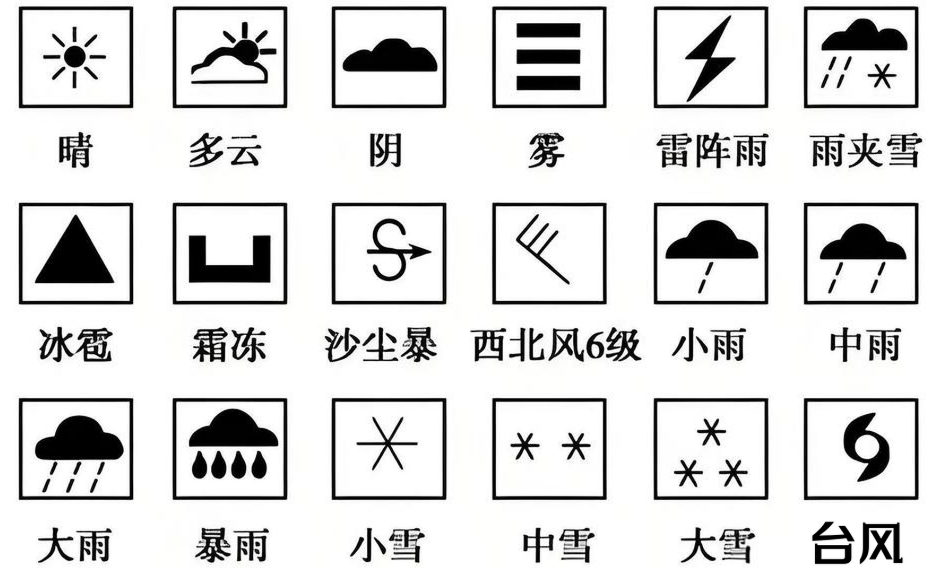 晴 多云 阴 雾 雷阵雨 雨夹雪
冰雹 霜冻 沙尘暴 西北风6级 小雨 中雨
大雨 暴雨 小雪 中雪 大雪 台风